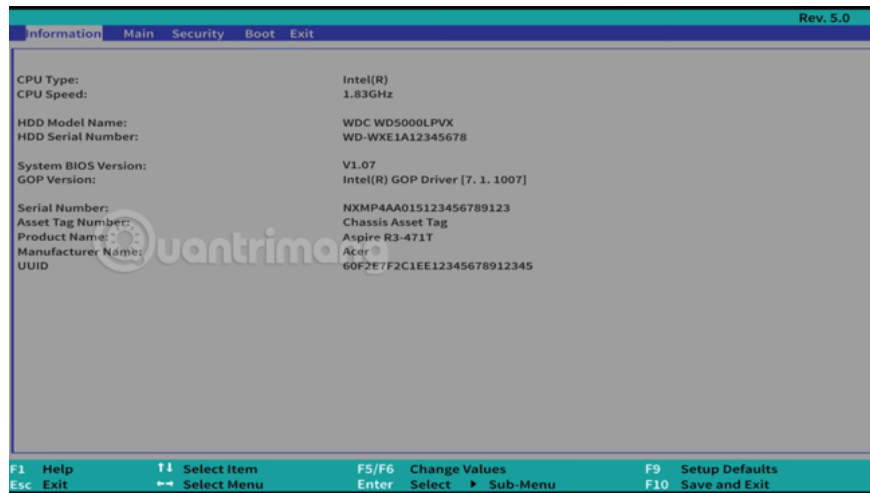 Rev. 5.0
Information Main Security Boot Exit
CPU Type: Intel(R)
CPU Speed: 1.83GHz
HDD Model Name: WDC WD5000LPVX
HDD Serial Number: WD-WXE1A12345678
System BIOS Version: V1.07
GOP Version: Intel(R) GOP Driver [7. 1. 1007]
Serial Number: NXMP4AA015123456789123
Asset Tag Number: Chassis Asset Tag
Product Name: Aspire R3-471T
Manufacturer Name: Acer
UUID 60F2E7F2C1EE12345678912345
Quantrimang
F1 Help ↑↓ Select Item F5/F6 Change Values F9 Setup Defaults
Esc Exit ←→ Select Menu Enter Select ▶ Sub-Menu F10 Save and Exit